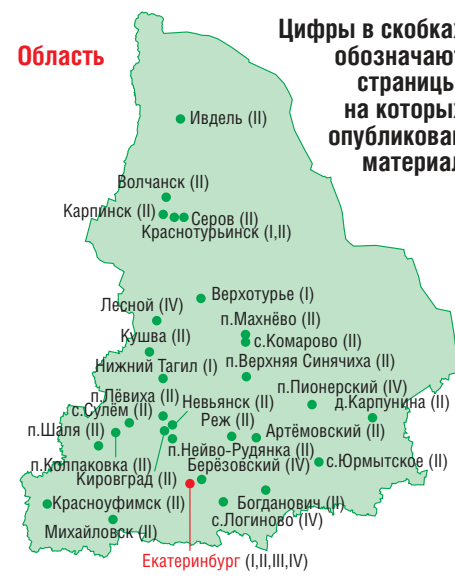 Область
Цифры в скобках
обозначают
страницы,
на которых
опубликован
материал
Ивдель (II)
Волчанск (II)
Карпинск (II)
Серов (II)
Краснотурьинск (I,II)
Верхотурье (I)
Лесной (IV)
п.Махнёво (II)
Кушва (II)
с.Комарово (II)
Нижний Тагил (I)
п.Верхняя Синячиха (II)
п.Пионерский (IV)
п.Лёвиха (II)
Невьянск (II)
д.Карпунина (II)
с.Сулём (II)
Реж (II)
п.Шаля (II)
Артёмовский (II)
п.Нейво-Рудянка (II)
п.Колпаковка (II)
Берёзовский (IV)
с.Юрмытское (II)
Кировград (II)
Красноуфимск (II)
Богданович (II)
Михайловск (II)
с.Логиново (IV)
Екатеринбург (I,II,III,IV)